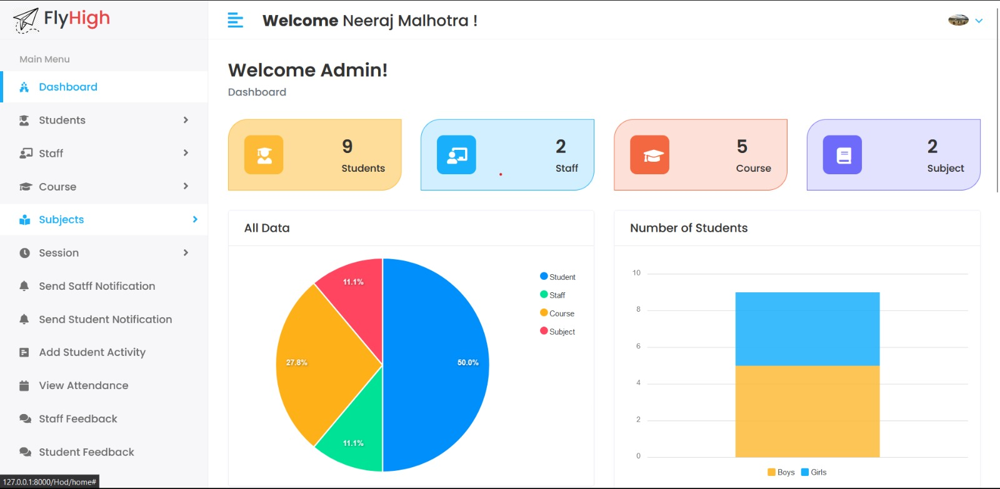 FlyHigh
Welcome Neeraj Malhotra !
Main Menu
Dashboard
Students
Staff
Course
Subjects
Session
Send Satff Notification
Send Student Notification
Add Student Activity
View Attendance
Staff Feedback
Student Feedback
127.0.0.1:8000/Hod/home#
Welcome Admin!
Dashboard
9
Students
2
Staff
5
Course
2
Subject
All Data
11.1%
27.8%
50.0%
11.1%
Student
Staff
Course
Subject
Number of Students
10
8
6
4
2
0
Boys Girls